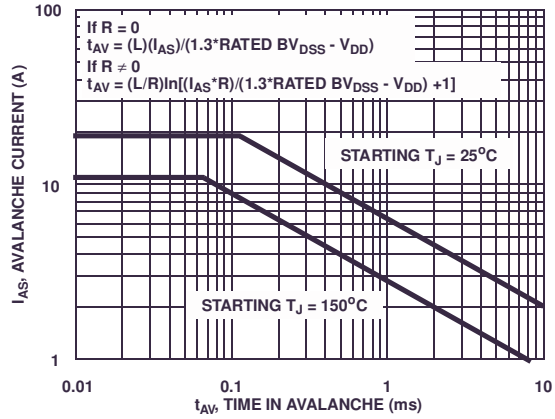 100
If R = 0
tAV = (L)(IAS)/(1.3*RATED BVDSS - VDD)
If R ≠ 0
tAV = (L/R)ln[(IAS*R)/(1.3*RATED BVDSS - VDD) +1]
IAS, AVALANCHE CURRENT (A)
STARTING TJ = 25oC
10
STARTING TJ = 150oC
1
0.01
0.1
1
10
tAV, TIME IN AVALANCHE (ms)